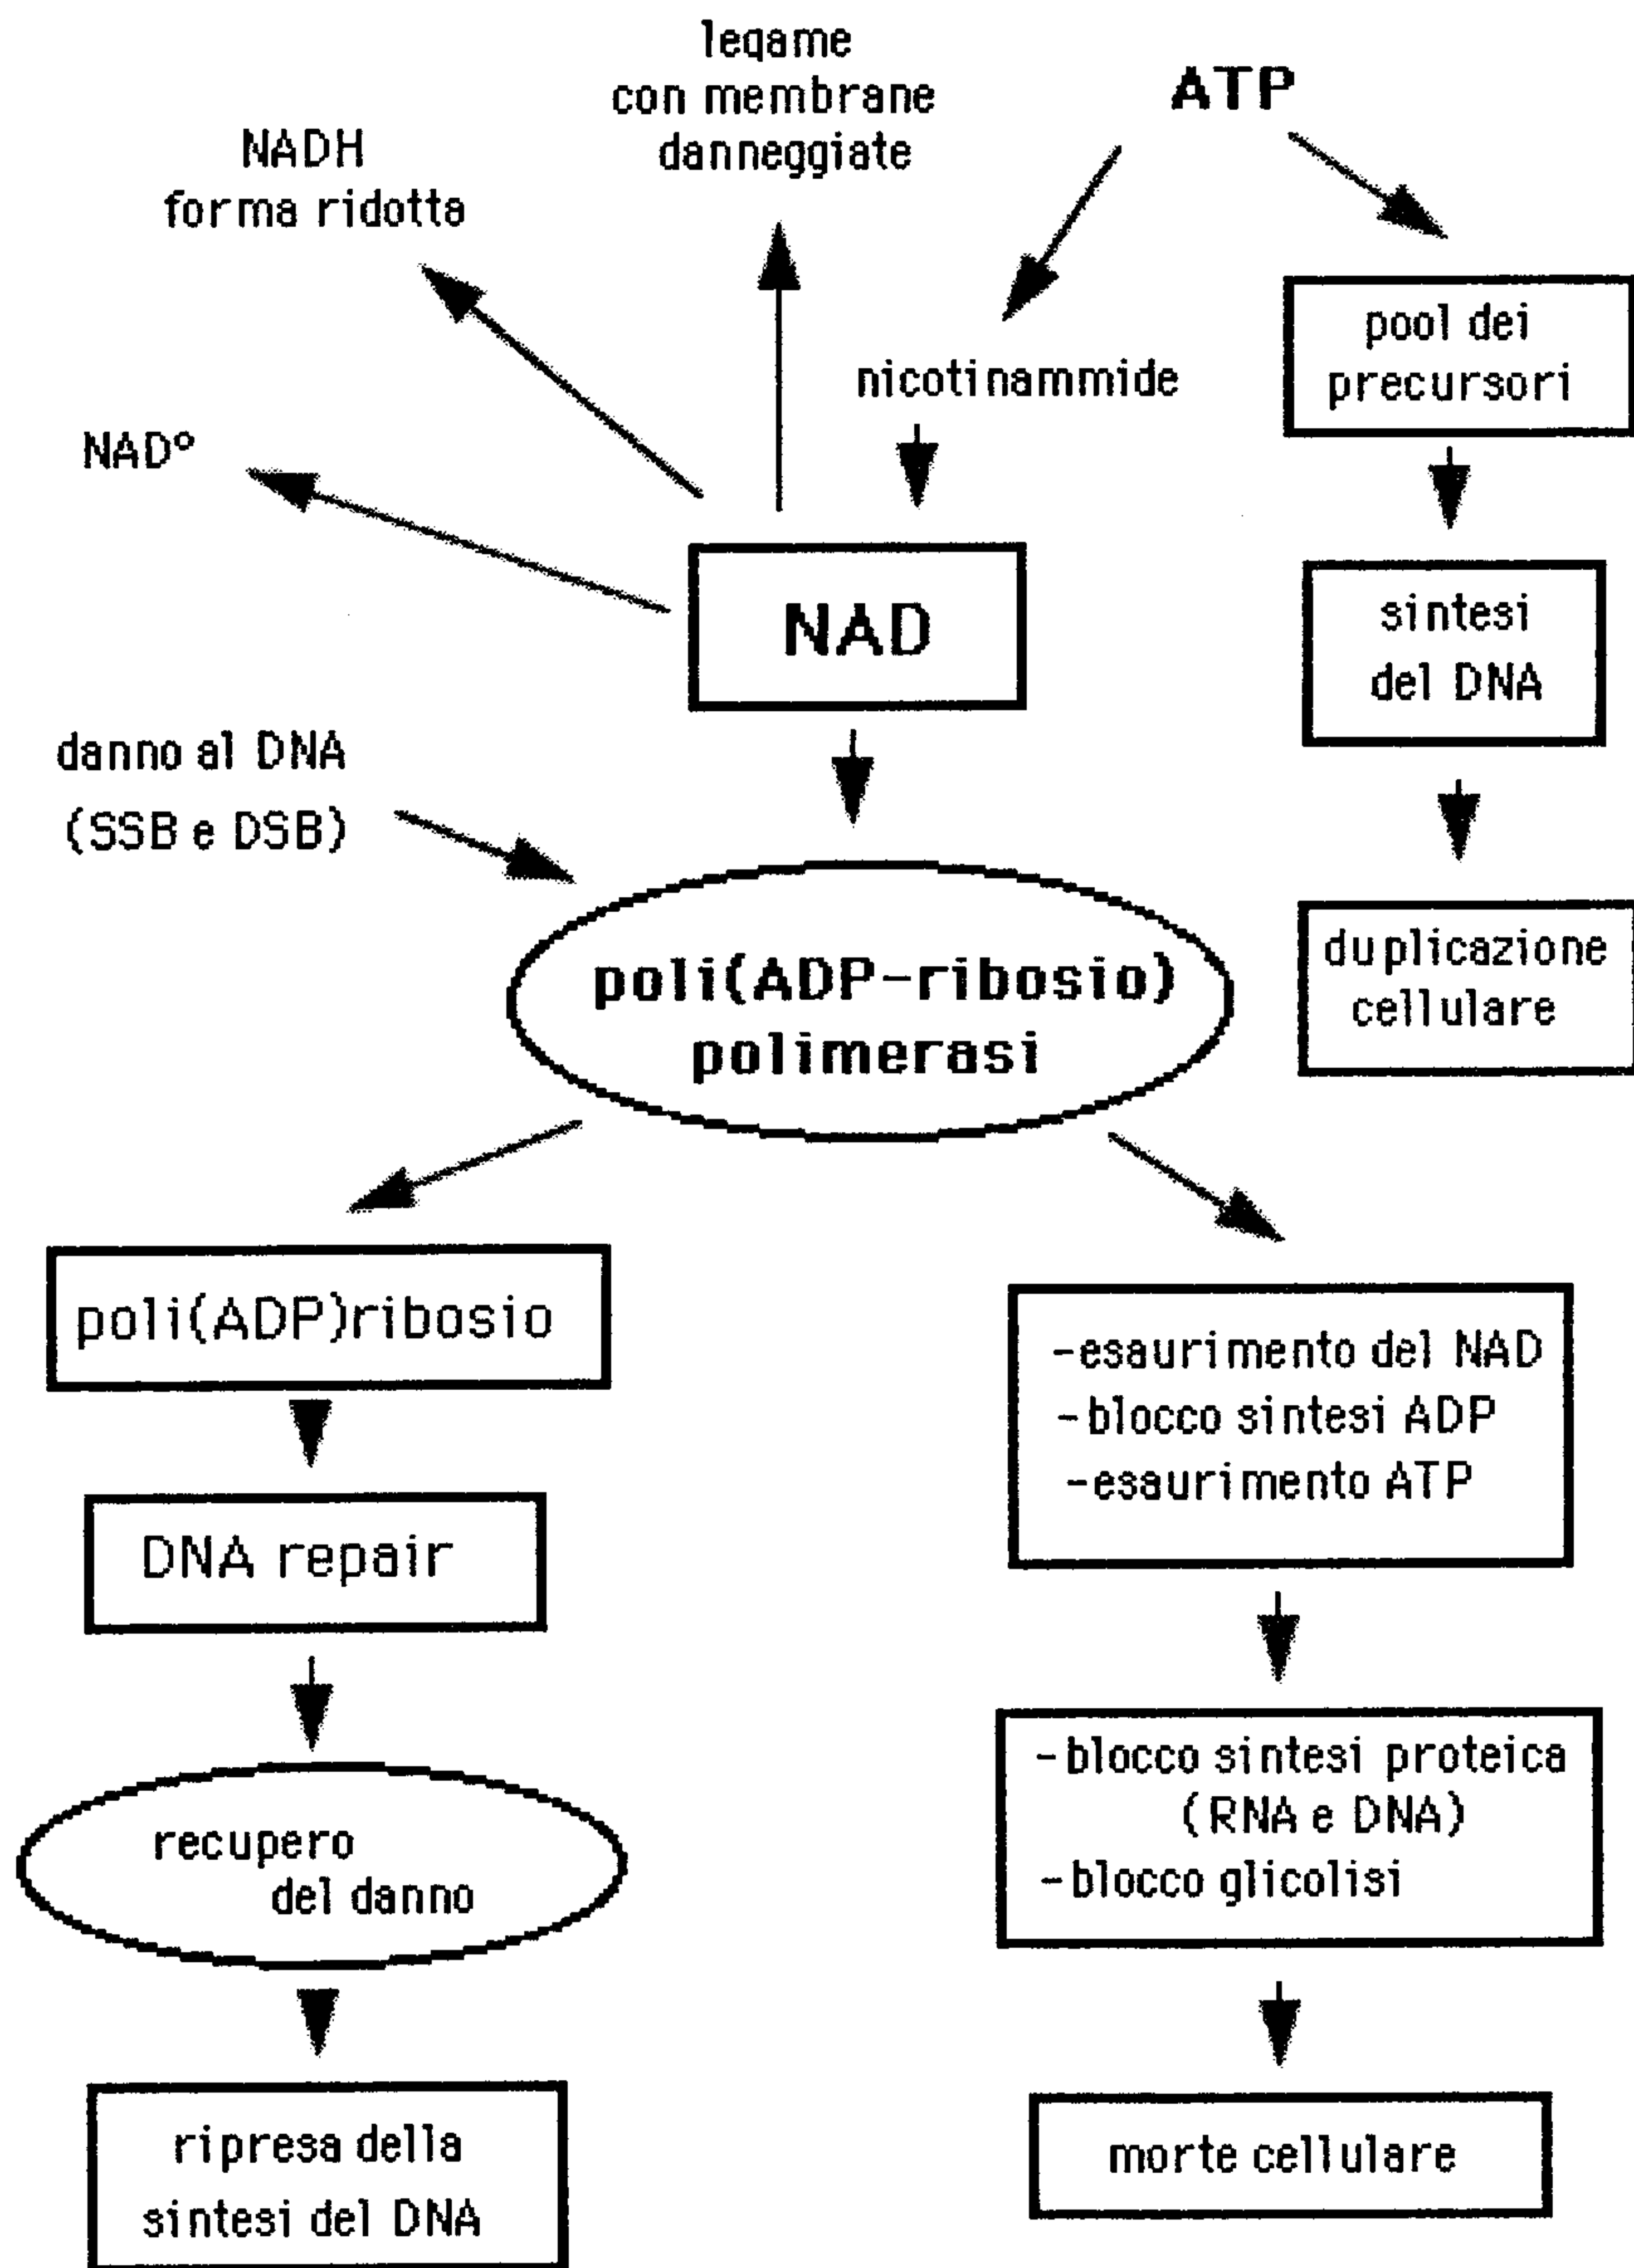 legame
con membrane
danneggiate
ATP
NADH
forma ridotta
pool dei
precursori
nicotinammide
NAD°
NAD
sintesi
del DNA
danno al DNA
(SSB e DSB)
poli(ADP-ribosio)
polimerasi
duplicazione
cellulare
poli(ADP)ribosio
DNA repair
recupero
del danno
ripresa della
sintesi del DNA
-esaurimento del NAD
-blocco sintesi ADP
-esaurimento ATP
-blocco sintesi proteica
(RNA e DNA)
-blocco glicolisi
morte cellulare